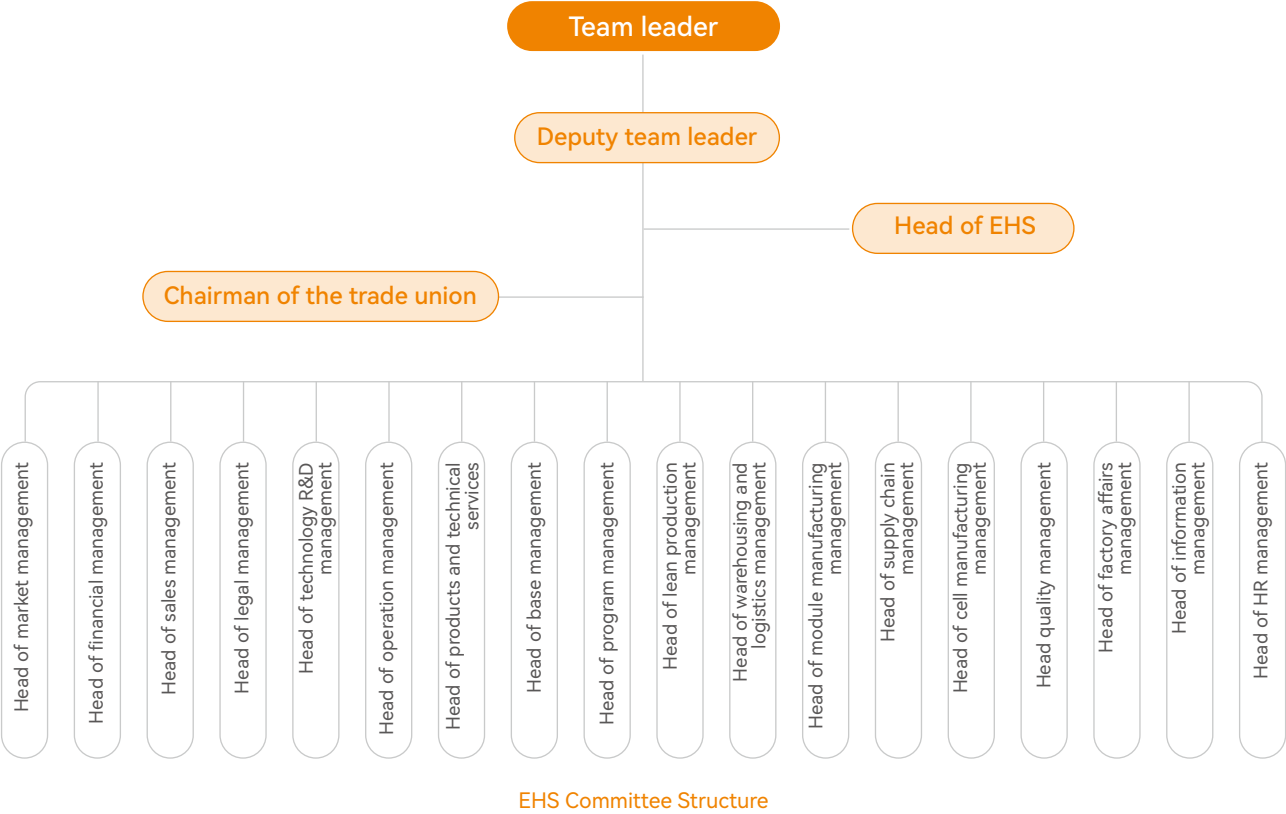 Team leader
Deputy team leader
Head of EHS
Chairman of the trade union
Head of market management
Head of financial management
Head of sales management
Head of legal management
Head of technology R&D
management
Head of operation management
Head of products and technical
services
Head of base management
Head of program management
Head of lean production
management
Head of warehousing and
logistics management
Head of module manufacturing
management
Head of supply chain
management
Head of cell manufacturing
management
Head quality management
Head of factory affairs
management
Head of information
management
Head of HR management
EHS Committee Structure